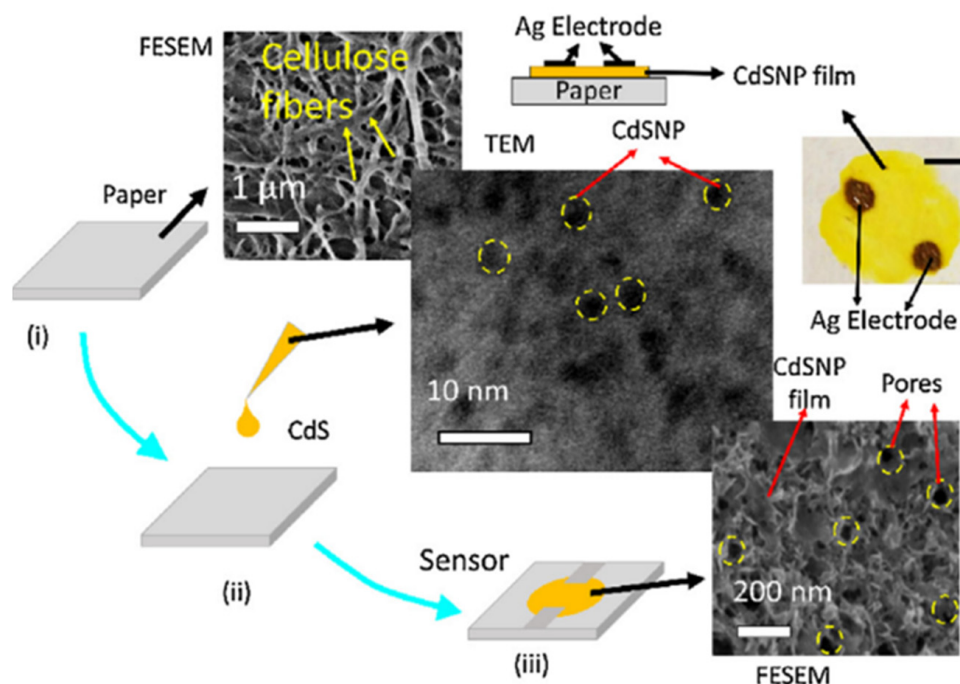 FESEM
Cellulose
fibers
1 μm
Ag Electrode
Paper
CdSNP film
TEM
CdSNP
Paper
(i)
10 nm
Ag Electrode
CdS
CdSNP
film
Pores
(ii)
Sensor
200 nm
(iii)
FESEM